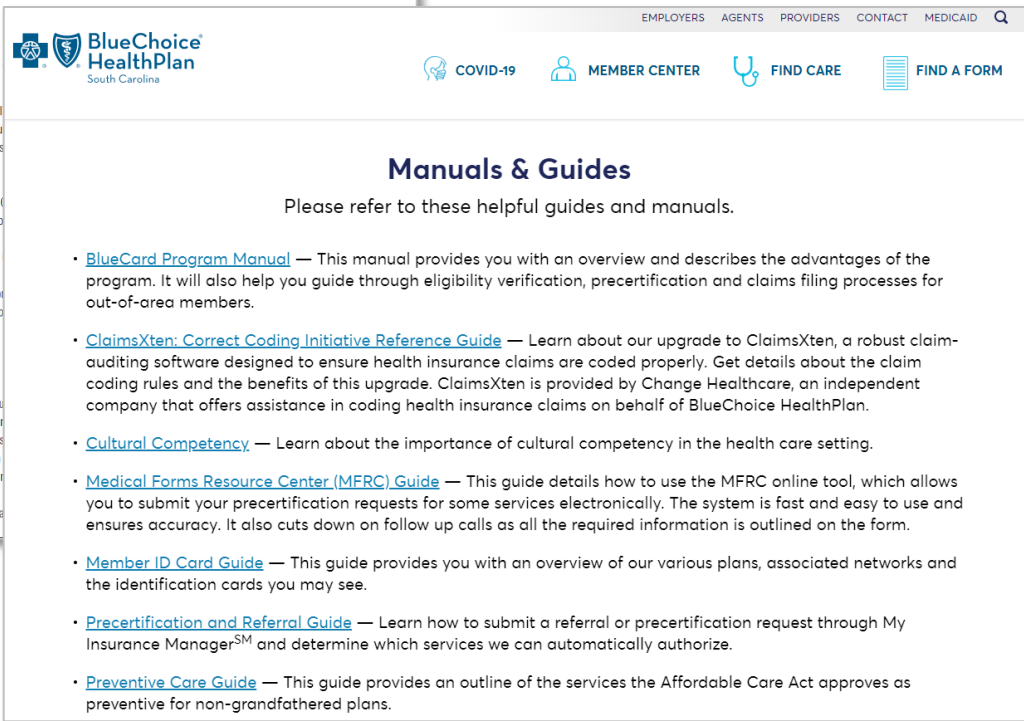 EMPLOYERS AGENTS PROVIDERS CONTACT MEDICAID
BlueChoice®
HealthPlan
South Carolina
COVID-19 MEMBER CENTER FIND CARE FIND A FORM
Manuals & Guides
Please refer to these helpful guides and manuals.
• BlueCard Program Manual — This manual provides you with an overview and describes the advantages of the
program. It will also help you guide through eligibility verification, precertification and claims filing processes for
out-of-area members.
• ClaimsXten: Correct Coding Initiative Reference Guide — Learn about our upgrade to ClaimsXten, a robust claim-
auditing software designed to ensure health insurance claims are coded properly. Get details about the claim
coding rules and the benefits of this upgrade. ClaimsXten is provided by Change Healthcare, an independent
company that offers assistance in coding health insurance claims on behalf of BlueChoice HealthPlan.
• Cultural Competency — Learn about the importance of cultural competency in the health care setting.
• Medical Forms Resource Center (MFRC) Guide — This guide details how to use the MFRC online tool, which allows
you to submit your precertification requests for some services electronically. The system is fast and easy to use and
ensures accuracy. It also cuts down on follow up calls as all the required information is outlined on the form.
• Member ID Card Guide — This guide provides you with an overview of our various plans, associated networks and
the identification cards you may see.
• Precertification and Referral Guide — Learn how to submit a referral or precertification request through My
Insurance Manager℠ and determine which services we can automatically authorize.
• Preventive Care Guide — This guide provides an outline of the services the Affordable Care Act approves as
preventive for non-grandfathered plans.